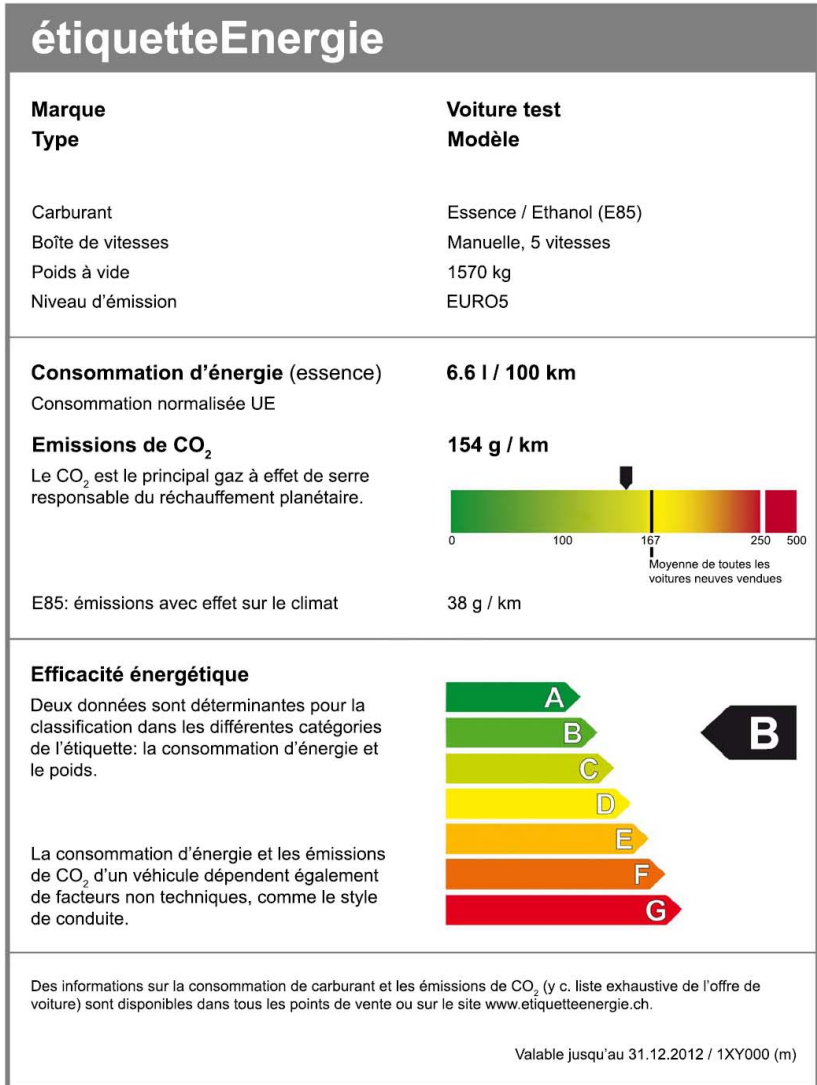 étiquetteEnergie
Marque Voiture test
Type Modèle
Carburant Essence / Ethanol (E85)
Boîte de vitesses Manuelle, 5 vitesses
Poids à vide 1570 kg
Niveau d'émission EURO5
Consommation d'énergie (essence) 6.6 l / 100 km
Consommation normalisée UE
Emissions de CO₂ 154 g / km
Le CO₂ est le principal gaz à effet de serre
responsable du réchauffement planétaire.
0 100 167 250 500
Moyenne de toutes les
voitures neuves vendues
E85: émissions avec effet sur le climat 38 g / km
Efficacité énergétique
Deux données sont déterminantes pour la
classification dans les différentes catégories
de l'étiquette: la consommation d'énergie et
le poids.
La consommation d'énergie et les émissions
de CO₂ d'un véhicule dépendent également
de facteurs non techniques, comme le style
de conduite.
A
B
C
D
E
F
G
B
Des informations sur la consommation de carburant et les émissions de CO₂ (y c. liste exhaustive de l'offre de
voiture) sont disponibles dans tous les points de vente ou sur le site www.etiquetteenergie.ch.
Valable jusqu'au 31.12.2012 / 1XY000 (m)